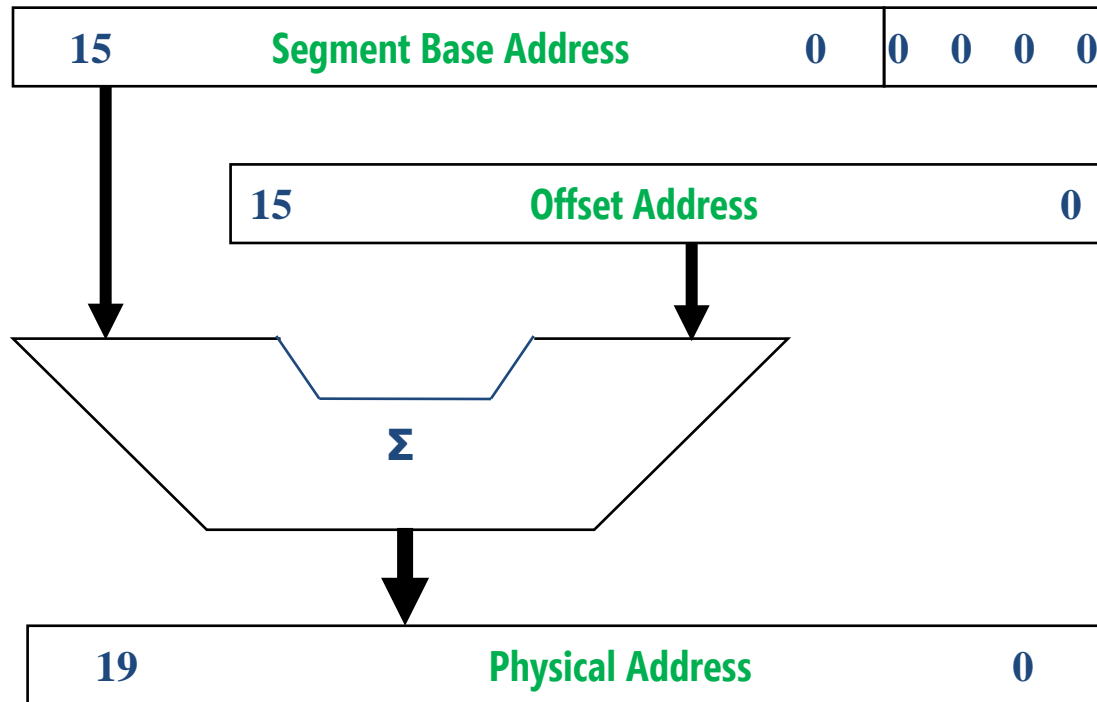 15 Segment Base Address 0 0 0 0 0
15 Offset Address 0
Σ
19 Physical Address 0